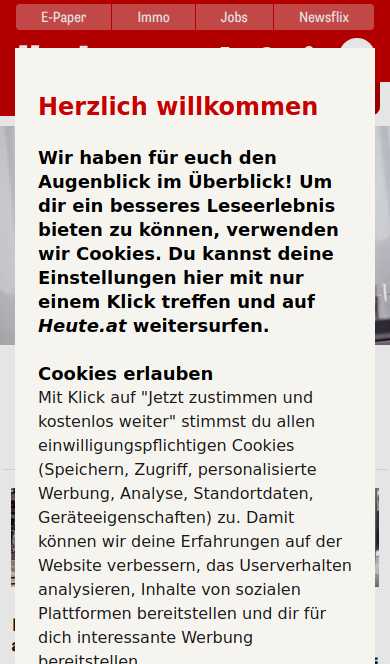 E-Paper
Immo
Jobs
Newsflix
Herzlich willkommen
Wir haben für euch den
Augenblick im Überblick! Um
dir ein besseres Leseerlebnis
bieten zu können, verwenden
wir Cookies. Du kannst deine
Einstellungen hier mit nur
einem Klick treffen und auf
Heute.at weitersurfen.
Cookies erlauben
Mit Klick auf "Jetzt zustimmen und
kostenlos weiter" stimmst du allen
einwilligungspflichtigen Cookies
(Speichern, Zugriff, personalisierte
Werbung, Analyse, Standortdaten,
Geräteeigenschaften) zu. Damit
können wir deine Erfahrungen auf der
Website verbessern, das Userverhalten
analysieren, Inhalte von sozialen
Plattformen bereitstellen und dir für
dich interessante Werbung
bereitstellen